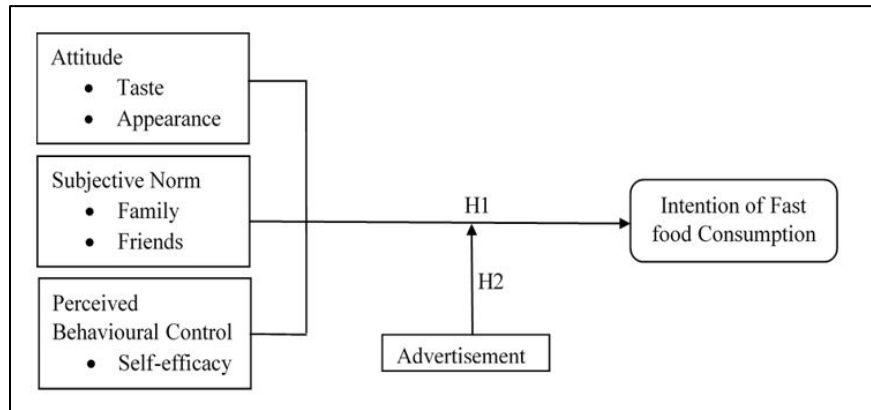 Attitude
• Taste
• Appearance
Subjective Norm
• Family
• Friends
Perceived
Behavioural Control
• Self-efficacy
H1
H2
Advertisement
Intention of Fast
food Consumption